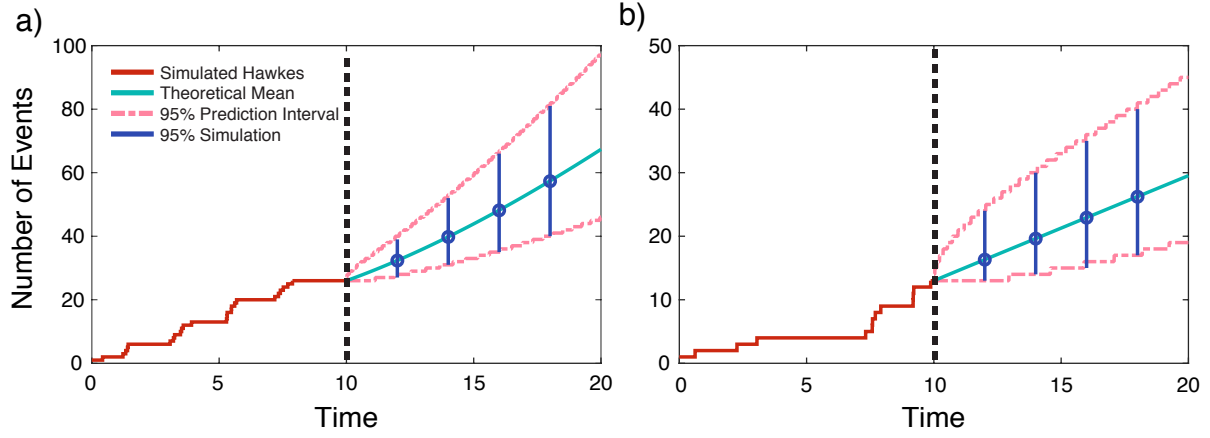 a)
100
80
60
40
20
0
Number of Events
Simulated Hawkes
Theoretical Mean
95% Prediction Interval
95% Simulation
0 5 10 15 20
Time
b)
50
40
30
20
10
0
0 5 10 15 20
Time